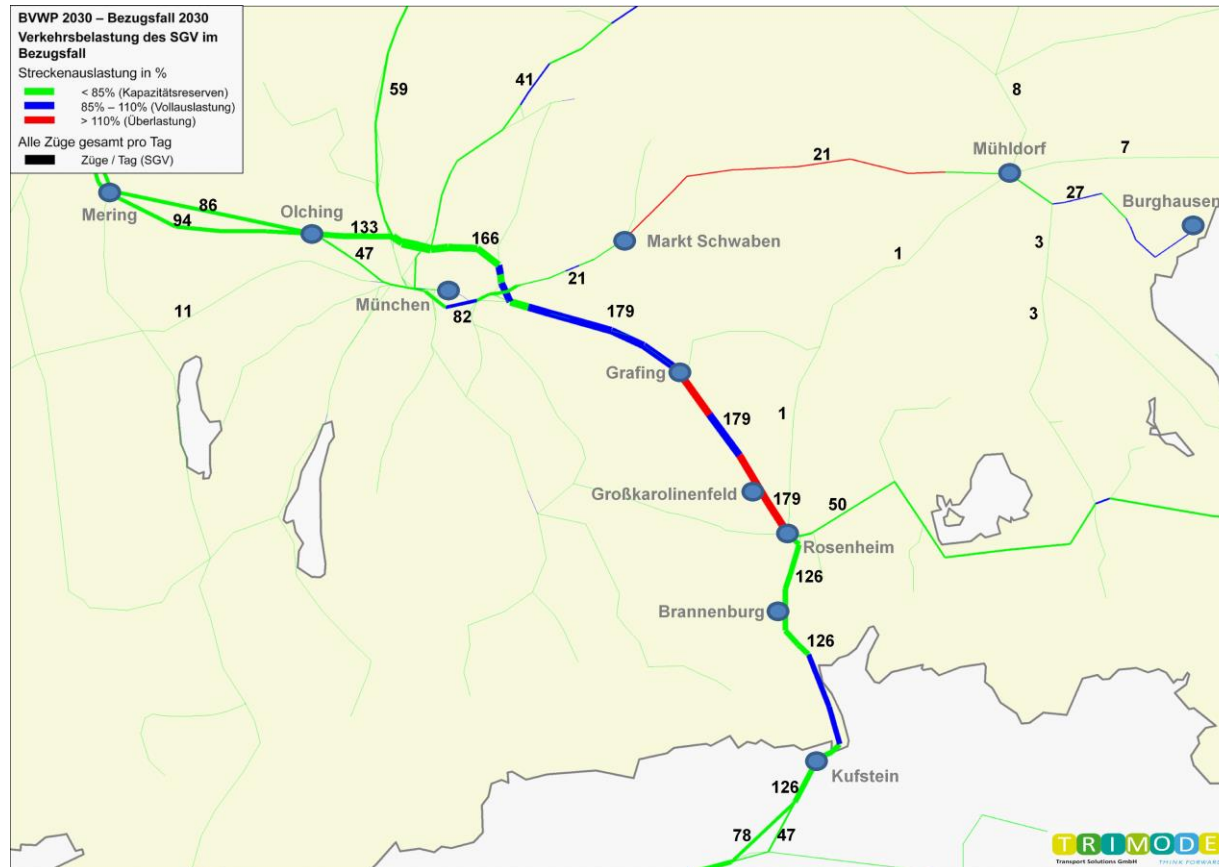 BVWP 2030 – Bezugsfall 2030
Verkehrsbelastung des SGV im
Bezugsfall
Streckenauslastung in %
< 85% (Kapazitätsreserven)
85% – 110% (Vollauslastung)
> 110% (Überlastung)
Alle Züge gesamt pro Tag
Züge / Tag (SGV)
59
41
8
21
Mühldorf
7
Mering
86
94
Olching
133
47
166
27
Burghausen
Markt Schwaben
1
3
21
München
82
11
179
3
Grafing
179
1
Großkarolinenfeld
179
50
Rosenheim
126
Brannenburg
126
Kufstein
126
78
47
TRIMODE
Transport Solutions GmbH
THINK FORWARD